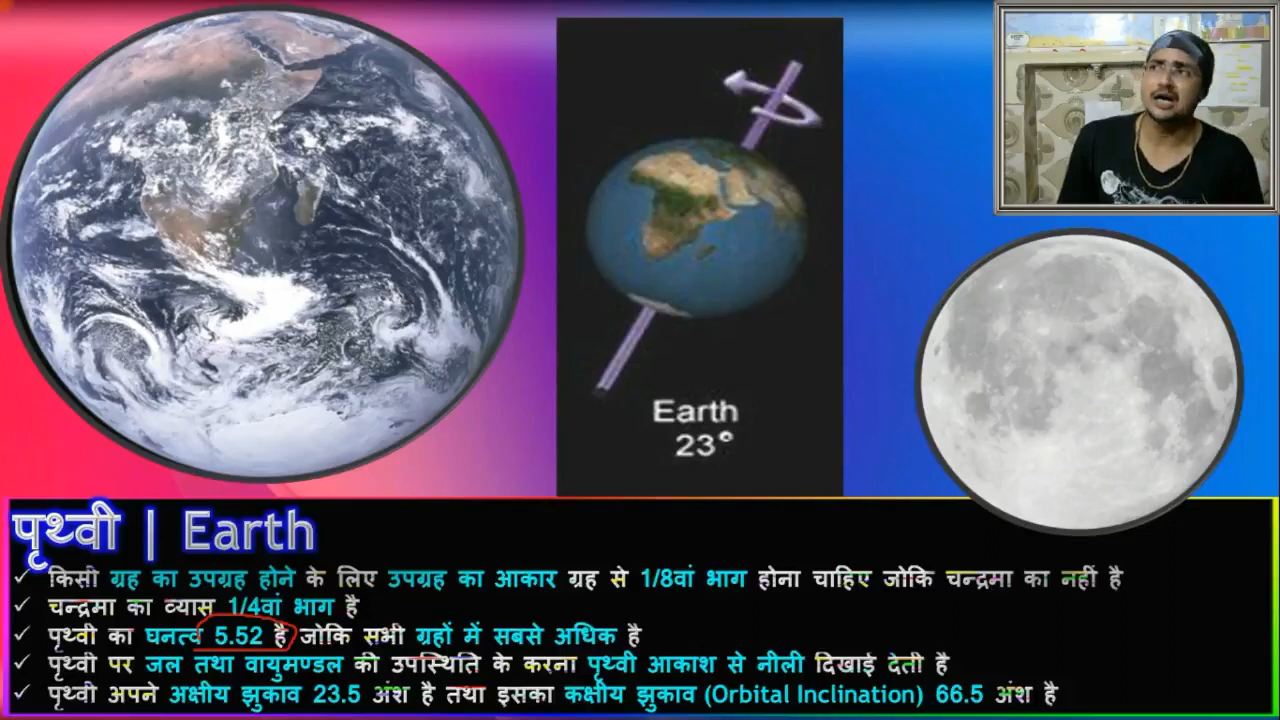 Earth
23°
पृथ्वी | Earth
✓ किसी ग्रह का उपग्रह होने के लिए उपग्रह का आकार ग्रह से 1/8वां भाग होना चाहिए जोकि चन्द्रमा का नहीं है
✓ चन्द्रमा का व्यास 1/4वां भाग है
✓ पृथ्वी का घनत्व 5.52 है जोकि सभी ग्रहों में सबसे अधिक है
✓ पृथ्वी पर जल तथा वायुमण्डल की उपस्थिति के करना पृथ्वी आकाश से नीली दिखाई देती है
✓ पृथ्वी अपने अक्षीय झुकाव 23.5 अंश है तथा इसका कक्षीय झुकाव (Orbital Inclination) 66.5 अंश है